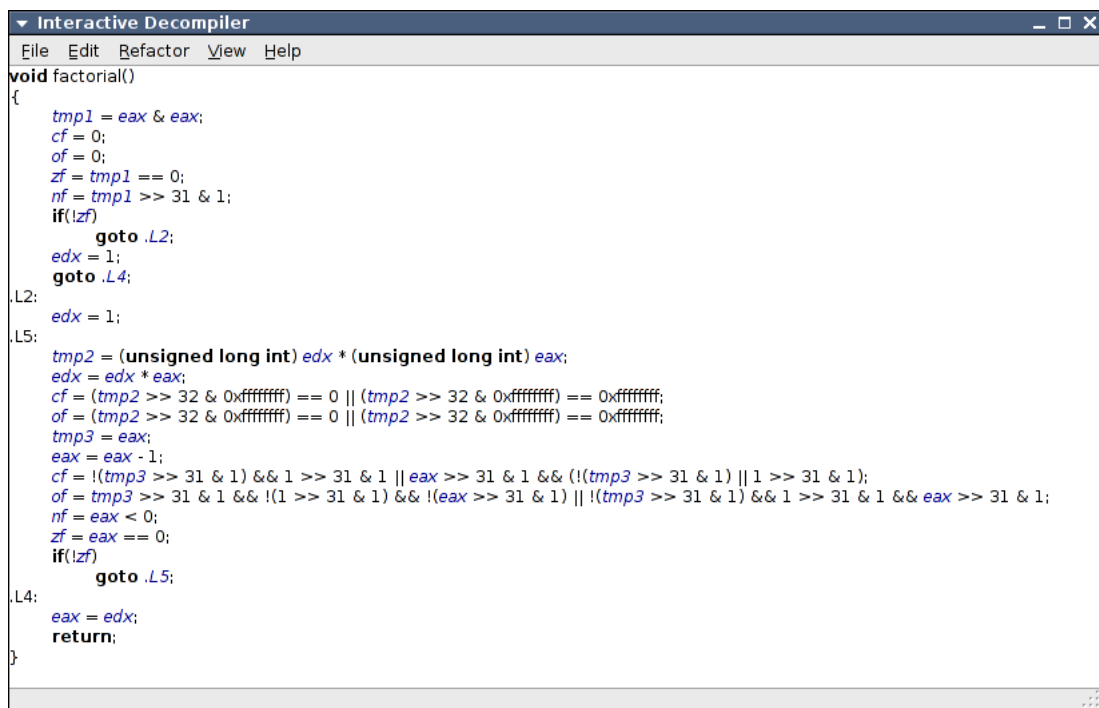 Interactive Decompiler
File Edit Refactor View Help
void factorial()
{
tmp1 = eax & eax;
cf = 0;
of = 0;
zf = tmp1 == 0;
nf = tmp1 >> 31 & 1;
if(!zf)
goto .L2;
edx = 1;
goto .L4;
.L2:
edx = 1;
.L5:
tmp2 = (unsigned long int) edx * (unsigned long int) eax;
edx = edx * eax;
cf = (tmp2 >> 32 & 0xffffffff) == 0 || (tmp2 >> 32 & 0xffffffff) == 0xffffffff;
of = (tmp2 >> 32 & 0xffffffff) == 0 || (tmp2 >> 32 & 0xffffffff) == 0xffffffff;
tmp3 = eax;
eax = eax - 1;
cf = !(tmp3 >> 31 & 1) && 1 >> 31 & 1 || eax >> 31 & 1 && (!(tmp3 >> 31 & 1) || 1 >> 31 & 1);
of = tmp3 >> 31 & 1 && !(1 >> 31 & 1) && !(eax >> 31 & 1) || !(tmp3 >> 31 & 1) && 1 >> 31 & 1 && eax >> 31 & 1;
nf = eax < 0;
zf = eax == 0;
if(!zf)
goto .L5;
.L4:
eax = edx;
return;
}